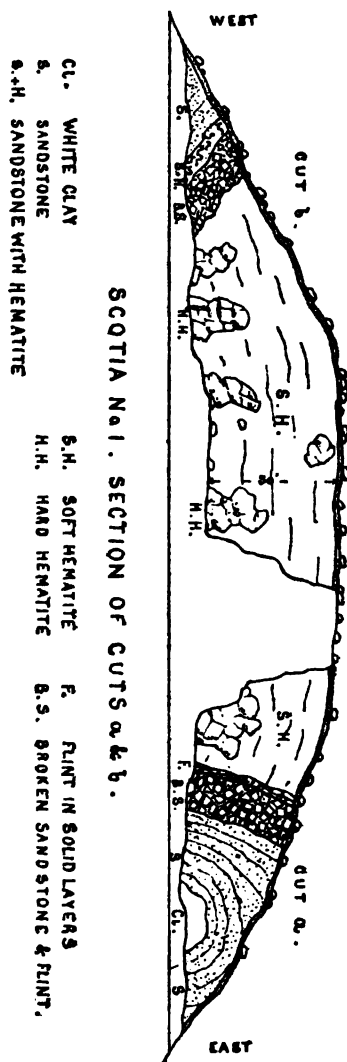 WEST
EAST
CUT b.
CUT a.
S. B.S. H.H. S.H. H.H. S.H. F. B.S. S CL. S
SCOTIA No 1. SECTION OF CUTS a & b.
CL. WHITE CLAY
S. SANDSTONE
S.+H. SANDSTONE WITH HEMATITE
S.H. SOFT HEMATITE
H.H. HARD HEMATITE
F. FLINT IN SOLID LAYERS
B.S. BROKEN SANDSTONE & FLINT.